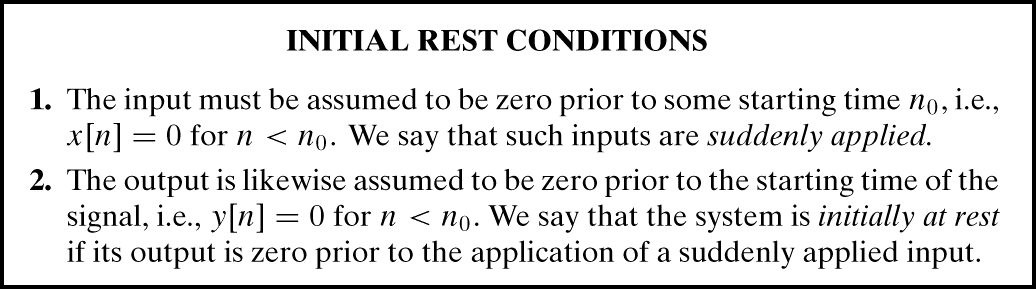 INITIAL REST CONDITIONS
1. The input must be assumed to be zero prior to some starting time n₀, i.e.,
x[n] = 0 for n < n₀. We say that such inputs are suddenly applied.
2. The output is likewise assumed to be zero prior to the starting time of the
signal, i.e., y[n] = 0 for n < n₀. We say that the system is initially at rest
if its output is zero prior to the application of a suddenly applied input.